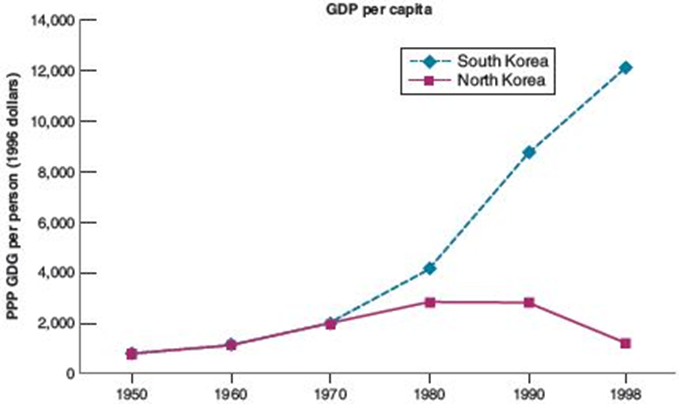 GDP per capita
14,000
12,000
10,000
8,000
6,000
4,000
2,000
0
PPP GDG per person (1996 dollars)
South Korea
North Korea
1950 1960 1970 1980 1990 1998